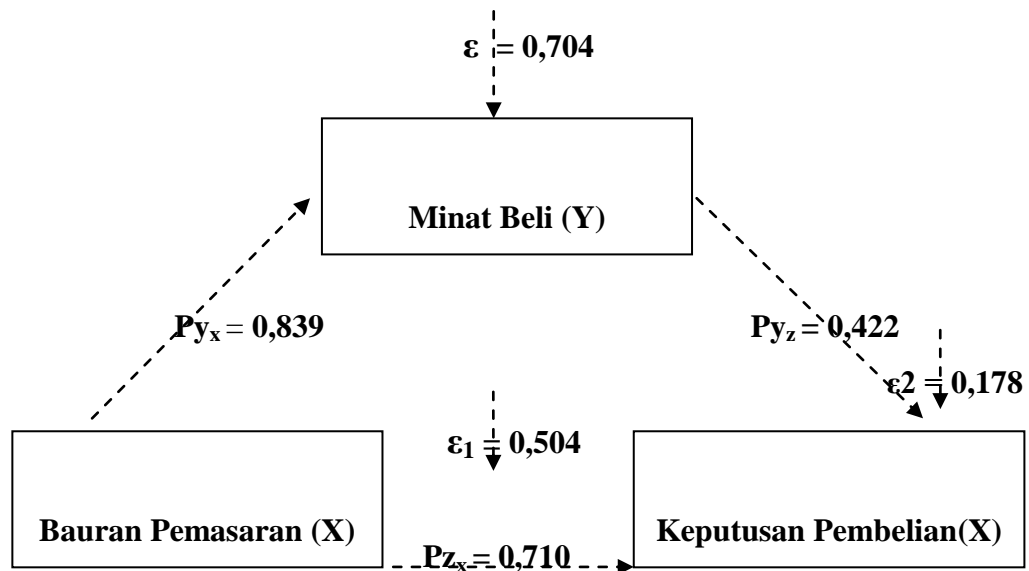 ε = 0,704
Minat Beli (Y)
Pyₓ = 0,839
Py_z = 0,422
ε2 = 0,178
ε₁ = 0,504
Bauran Pemasaran (X)
Keputusan Pembelian(X)
Pzₓ = 0,710